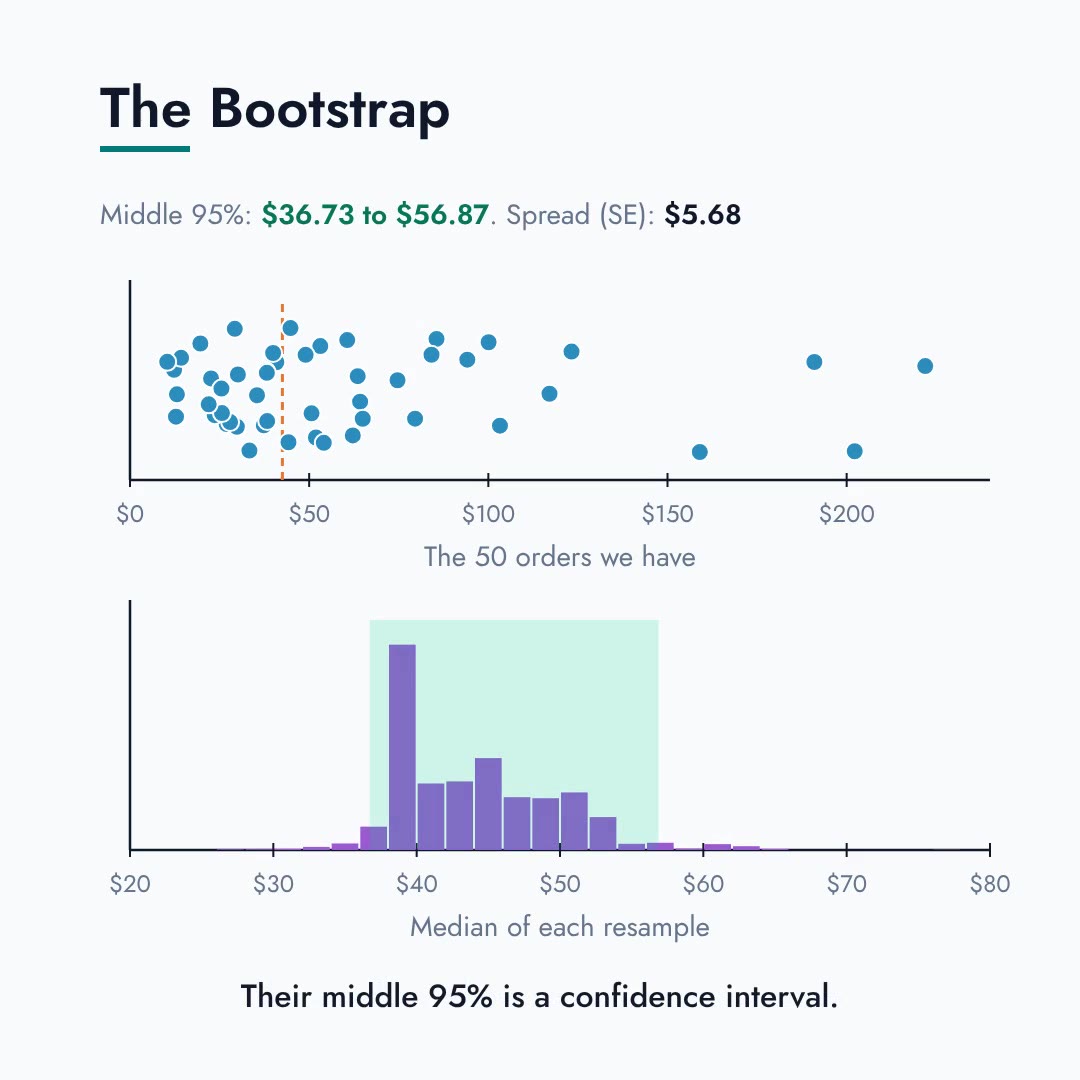 The Bootstrap
Middle 95%: $36.73 to $56.87. Spread (SE): $5.68
$0 $50 $100 $150 $200
The 50 orders we have
$20 $30 $40 $50 $60 $70 $80
Median of each resample
Their middle 95% is a confidence interval.